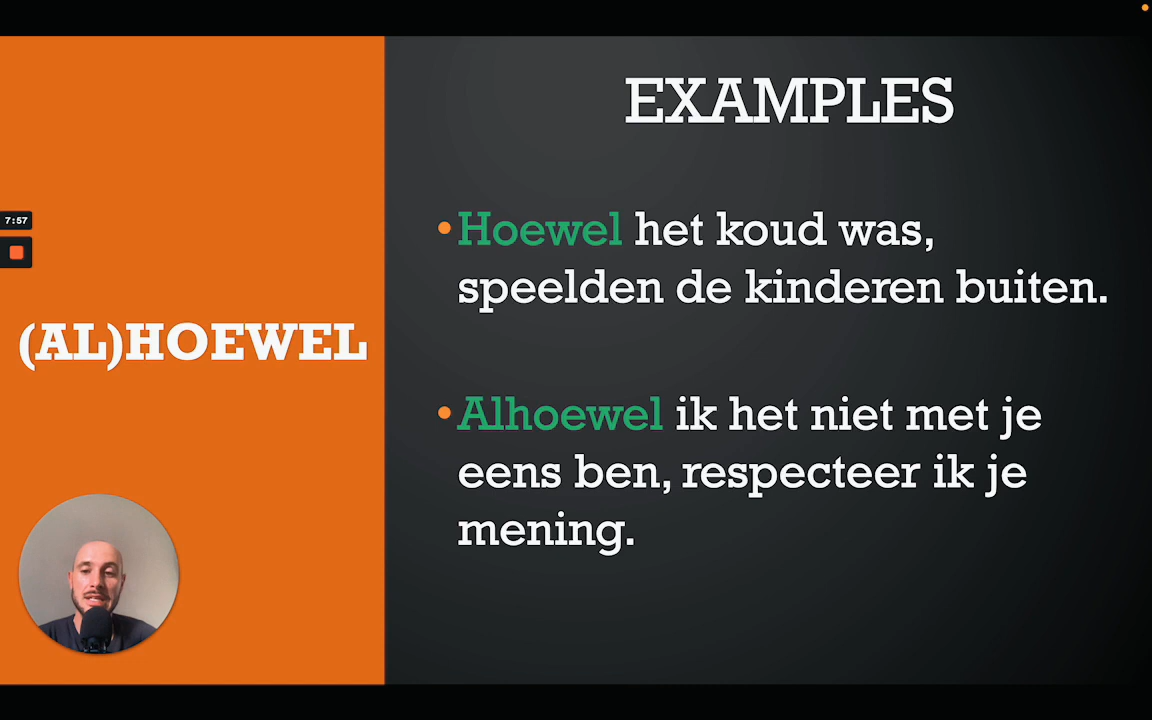 7:57
(AL)HOEWEL
EXAMPLES
•Hoewel het koud was,
speelden de kinderen buiten.
•Alhoewel ik het niet met je
eens ben, respecteer ik je
mening.